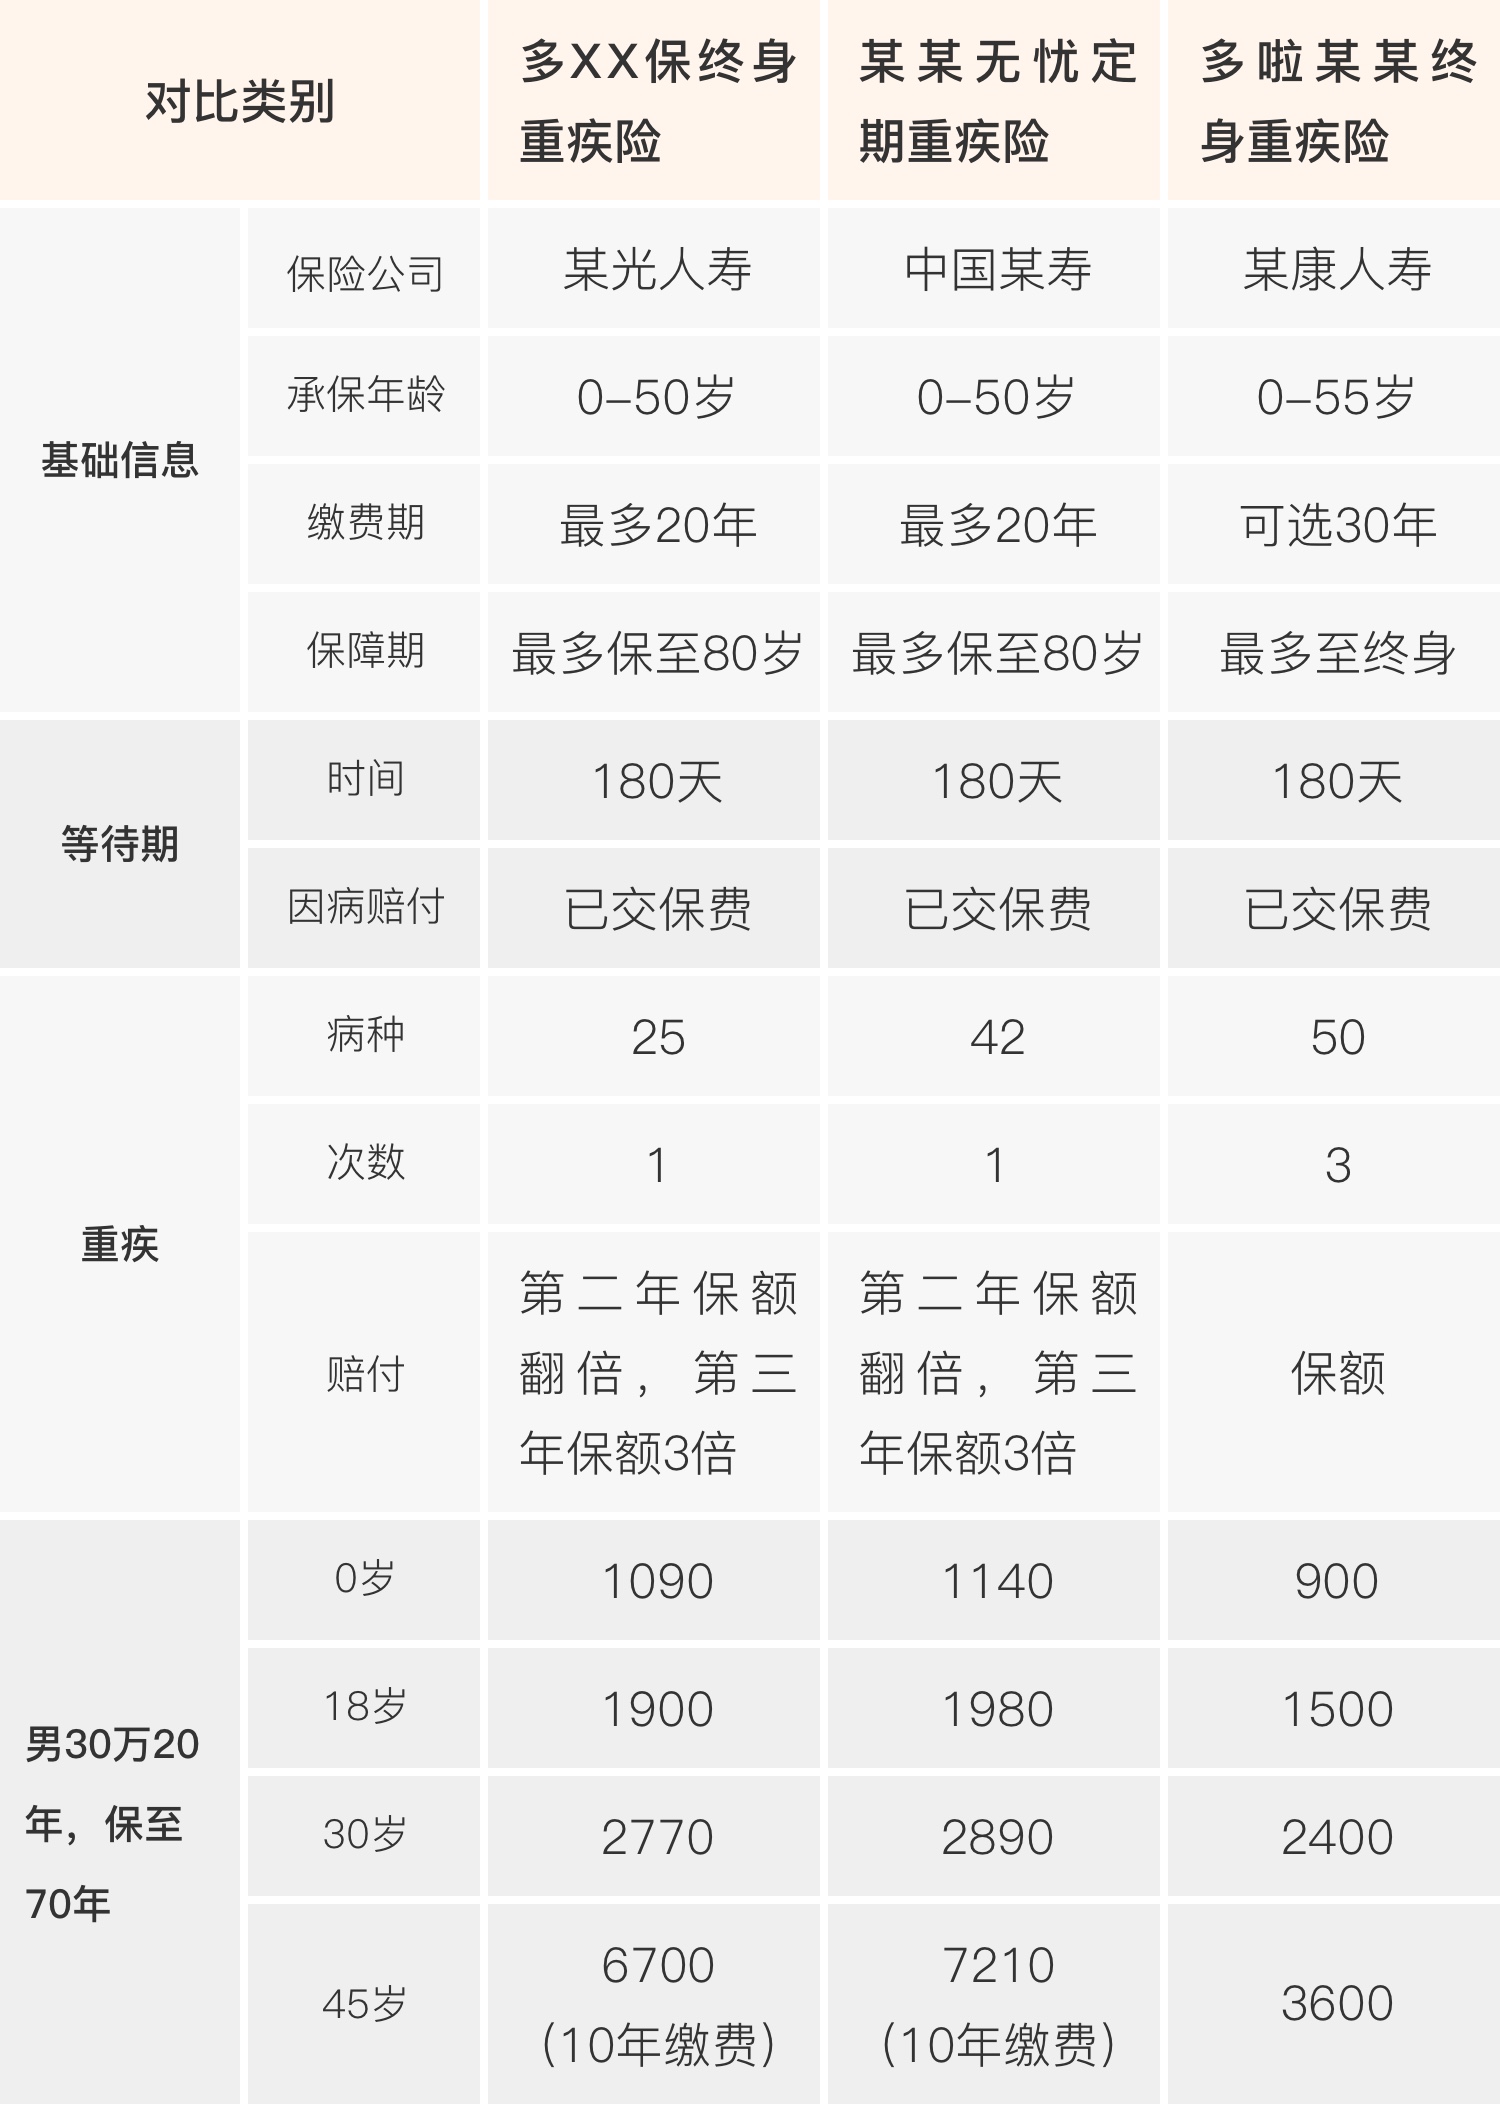 对比类别
多XX保终身
重疾险
某某无忧定
期重疾险
多啦某某终
身重疾险
基础信息
保险公司
某光人寿
中国某寿
某康人寿
承保年龄
0-50岁
0-50岁
0-55岁
缴费期
最多20年
最多20年
可选30年
保障期
最多保至80岁
最多保至80岁
最多至终身
等待期
时间
180天
180天
180天
因病赔付
已交保费
已交保费
已交保费
重疾
病种
25
42
50
次数
1
1
3
赔付
第二年保额
翻倍，第三
年保额3倍
第二年保额
翻倍，第三
年保额3倍
保额
男30万20
年，保至
70年
0岁
1090
1140
900
18岁
1900
1980
1500
30岁
2770
2890
2400
45岁
6700
（10年缴费）
7210
（10年缴费）
3600